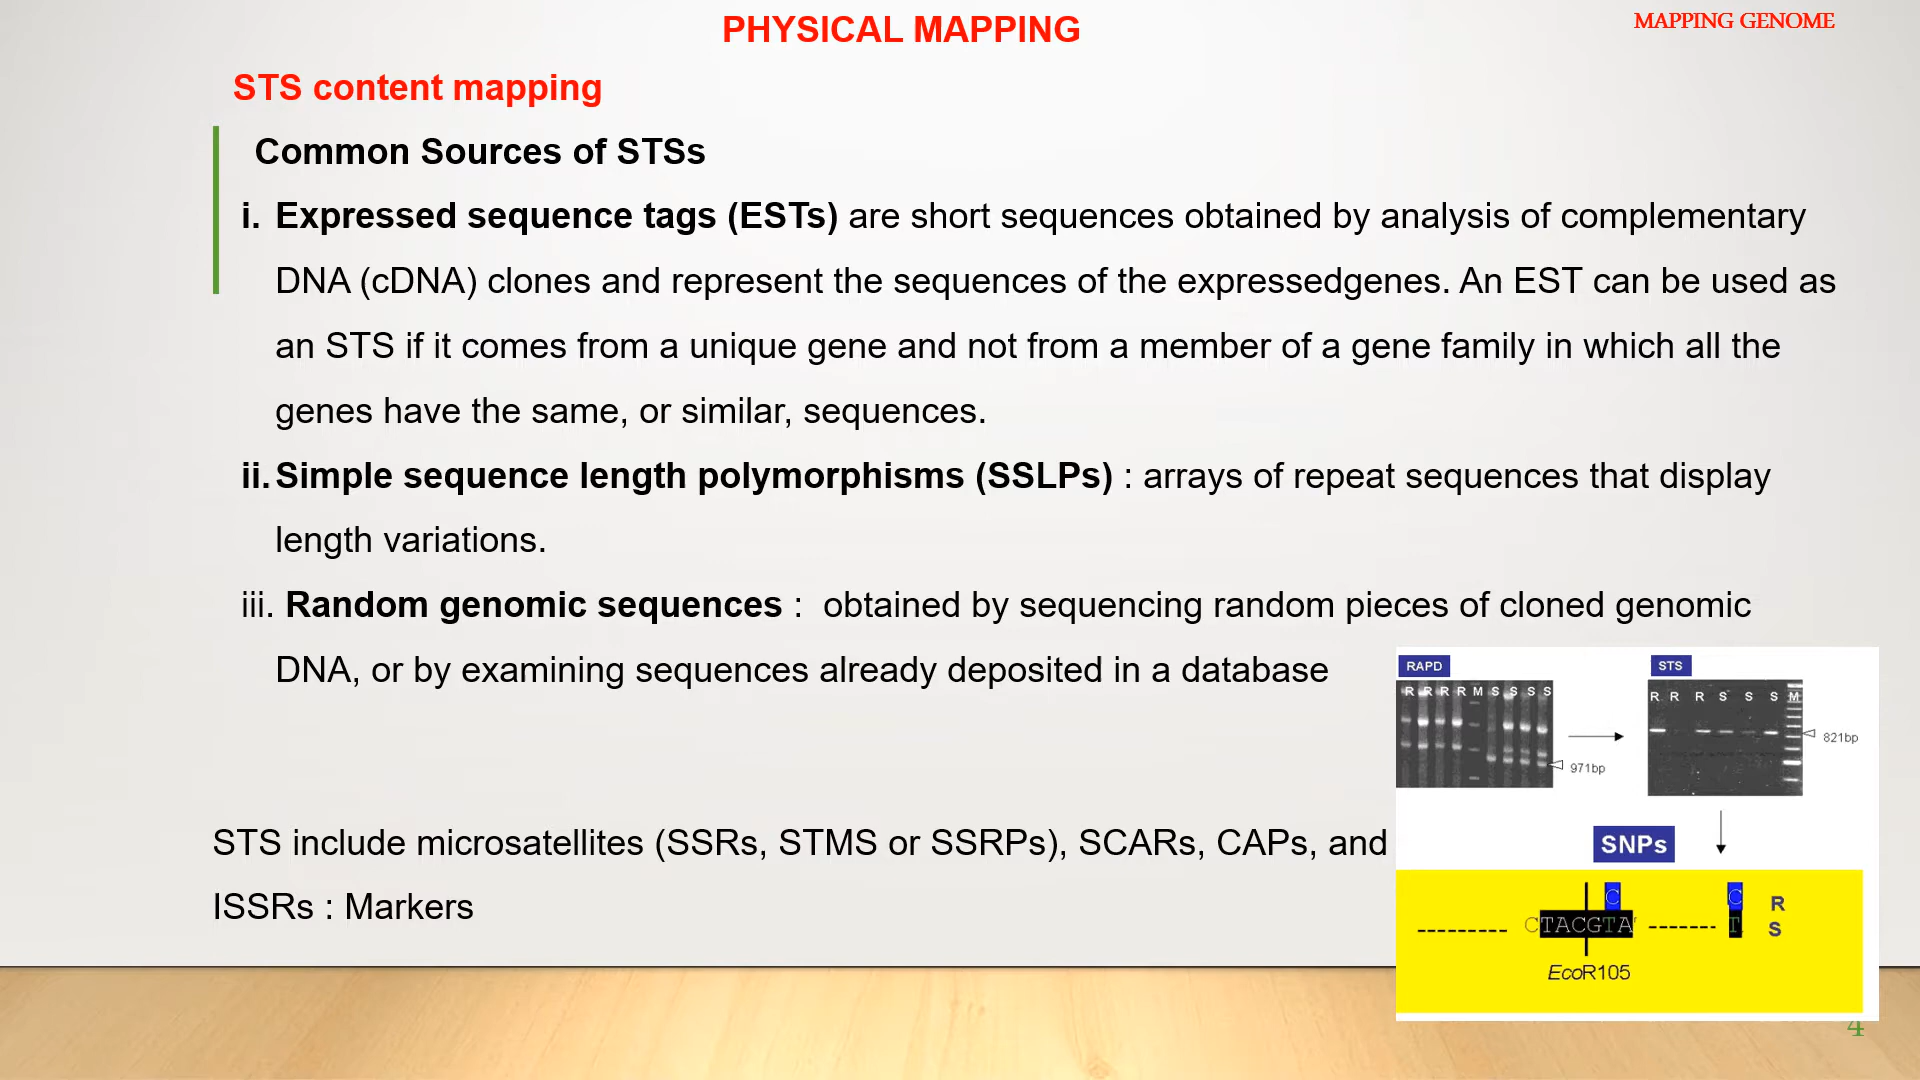 PHYSICAL MAPPING
MAPPING GENOME
STS content mapping
Common Sources of STSs
i. Expressed sequence tags (ESTs) are short sequences obtained by analysis of complementary
DNA (cDNA) clones and represent the sequences of the expressedgenes. An EST can be used as
an STS if it comes from a unique gene and not from a member of a gene family in which all the
genes have the same, or similar, sequences.
ii. Simple sequence length polymorphisms (SSLPs) : arrays of repeat sequences that display
length variations.
iii. Random genomic sequences : obtained by sequencing random pieces of cloned genomic
DNA, or by examining sequences already deposited in a database
STS include microsatellites (SSRs, STMS or SSRPs), SCARs, CAPs, and
ISSRs : Markers
RAPD
R R R R M S S S S
971bp
STS
R R R S S S M
821bp
SNPs
C C R
CTACGTA T S
EcoR105
4